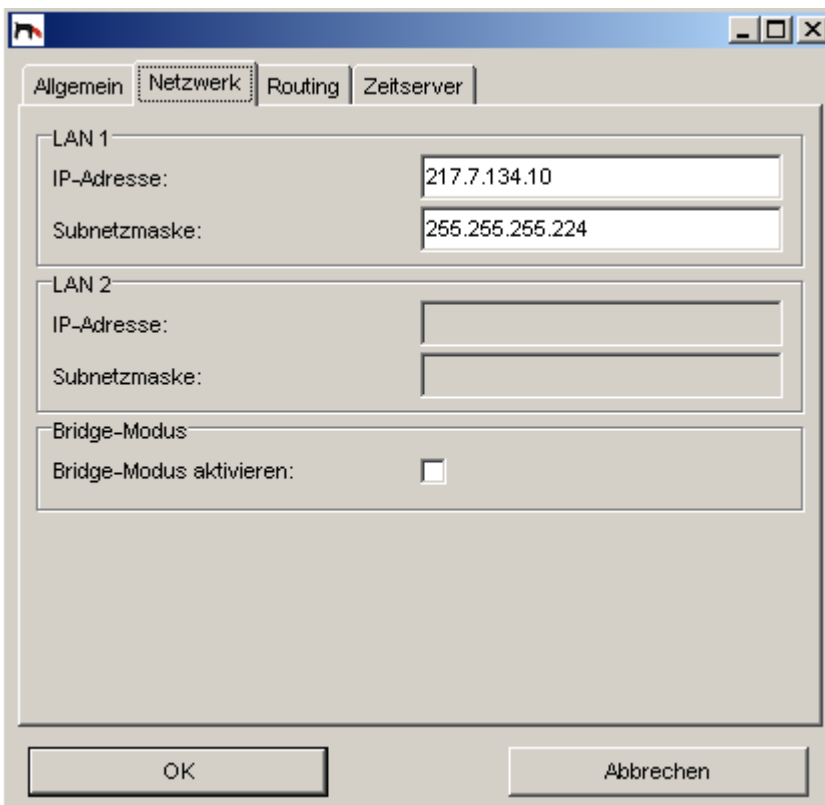 Allgemein Netzwerk Routing Zeitserver
LAN 1
IP-Adresse: 217.7.134.10
Subnetzmaske: 255.255.255.224
LAN 2
IP-Adresse:
Subnetzmaske:
Bridge-Modus
Bridge-Modus aktivieren:
OK Abbrechen